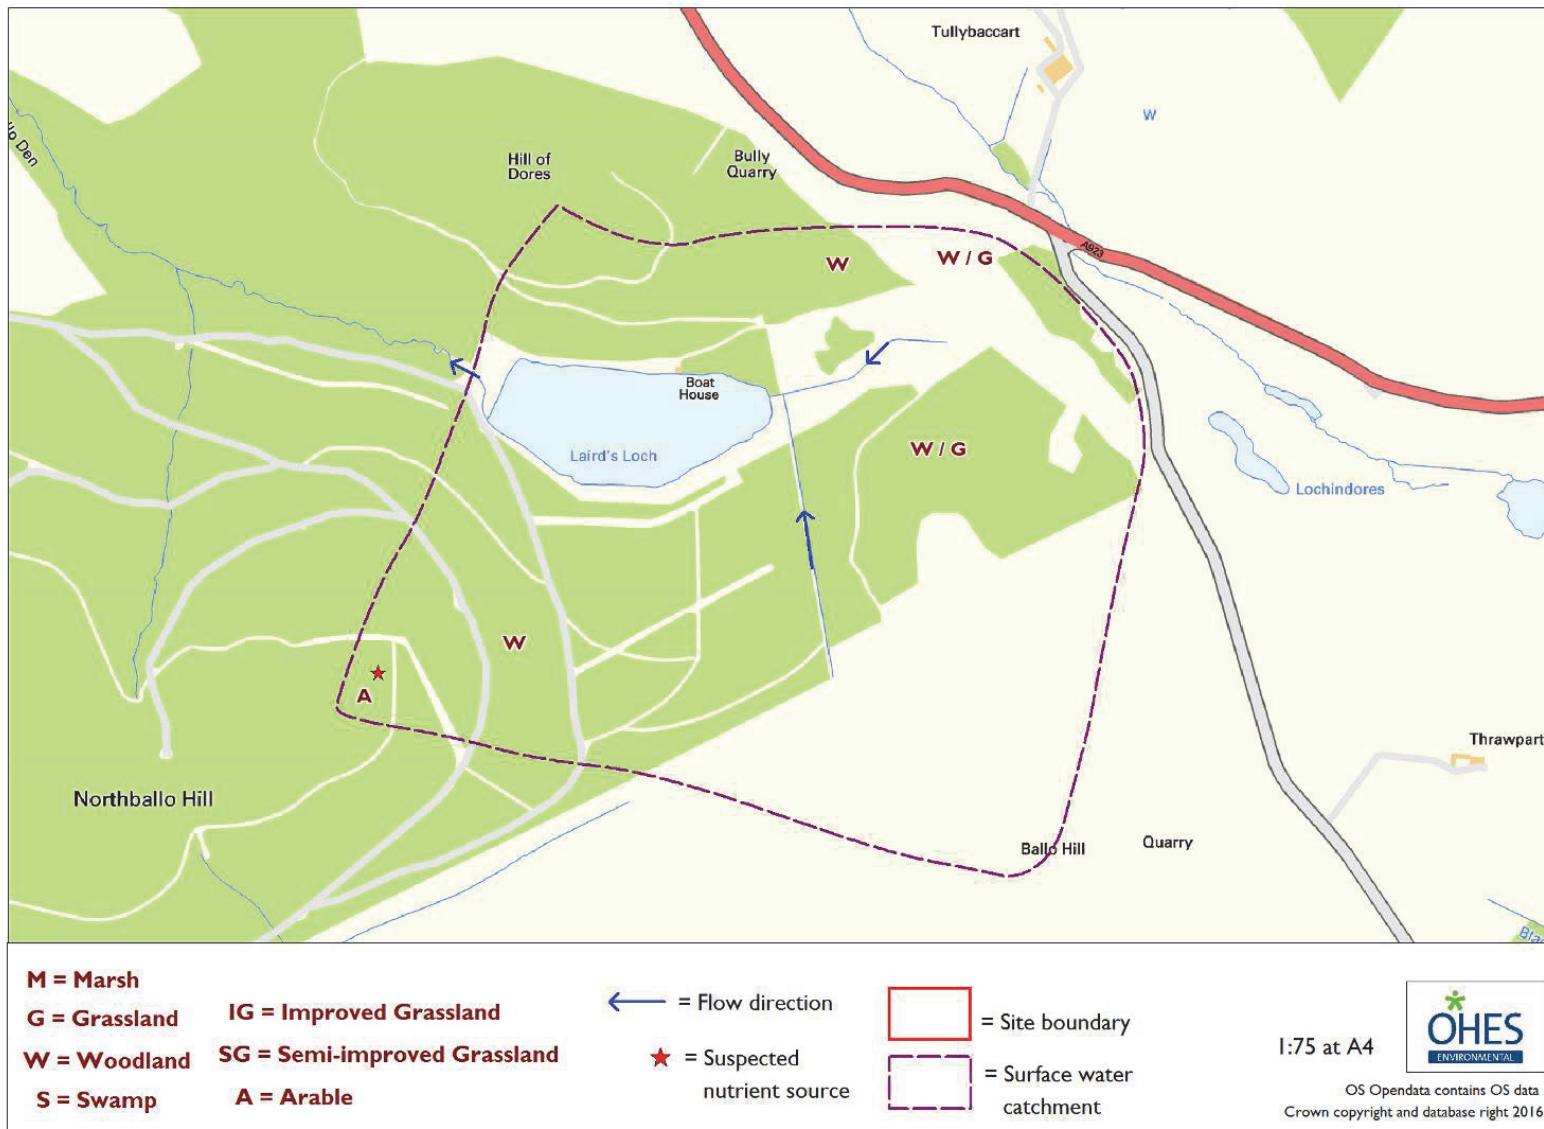 Tullybaccart
W
Hill of
Dores
Bully
Quarry
W
W / G
A923
Boat
House
Laird's Loch
W / G
Lochindores
W
A
Thrawpart
Northballo Hill
Ballo Hill
Quarry
M = Marsh
G = Grassland
W = Woodland
S = Swamp
IG = Improved Grassland
SG = Semi-improved Grassland
A = Arable
= Flow direction
= Suspected
nutrient source
= Site boundary
= Surface water
catchment
1:75 at A4
OHES
ENVIRONMENTAL
OS Opendata contains OS data
Crown copyright and database right 2016